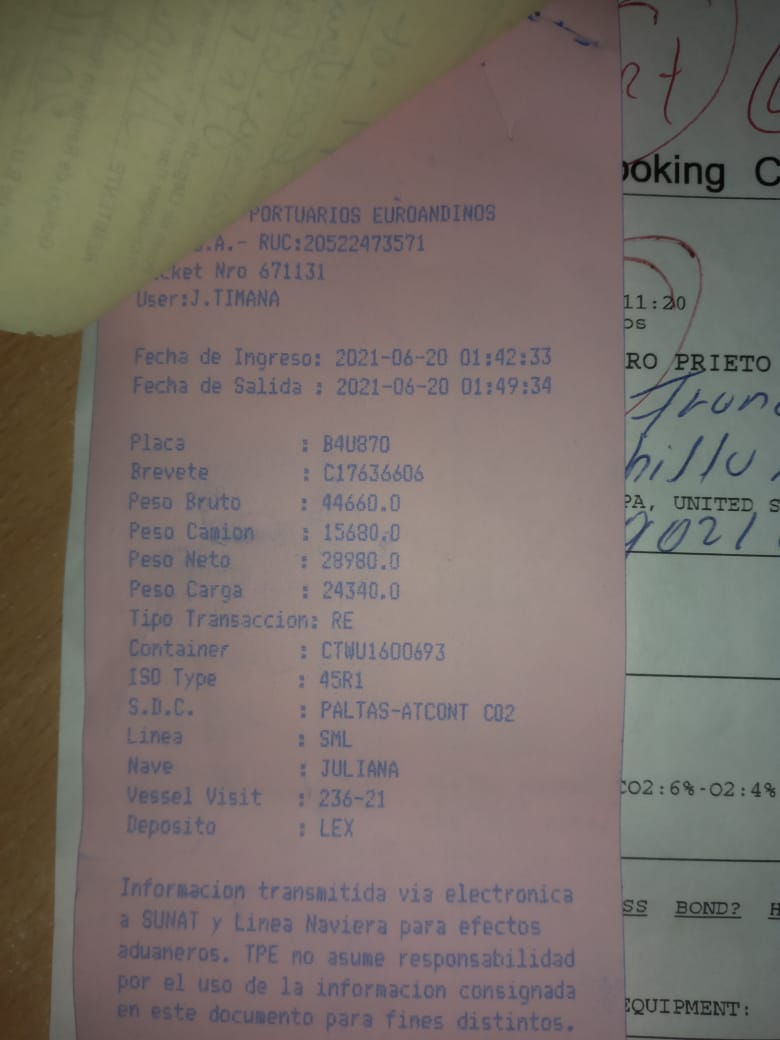 PORTUARIOS EUROANDINOS
.A.- RUC:20522473571
cket Nro 671131
User:J.TIMANA
Fecha de Ingreso: 2021-06-20 01:42:33
Fecha de Salida : 2021-06-20 01:49:34
Placa : B4U870
Brevete : C17636606
Peso Bruto : 44660.0
Peso Camion : 15680.0
Peso Neto : 28980.0
Peso Carga : 24340.0
Tipo Transaccion: RE
Container : CTWU1600693
ISO Type : 45R1
S.D.C. : PALTAS-ATCONT CO2
Linea : SML
Nave : JULIANA
Vessel Visit : 236-21
Deposito : LEX
Informacion transmitida via electronica
a SUNAT y Linea Naviera para efectos
aduaneros. TPE no asume responsabilidad
por el uso de la informacion consignada
en este documento para fines distintos.
ooking C
11:20
os
RO PRIETO
PA, UNITED S
9021
CO2:6%-O2:4%
SS BOND? H
EQUIPMENT: